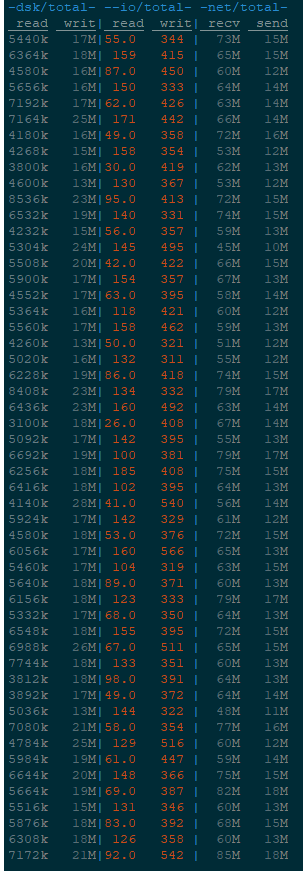 -dsk/total- --io/total- -net/total-
read writ| read writ| recv send
5440k 17M|55.0 344 | 73M 15M
6364k 18M| 159 415 | 65M 15M
4580k 16M|87.0 450 | 60M 12M
5656k 16M| 150 333 | 64M 14M
7192k 17M|62.0 426 | 63M 14M
7164k 25M| 171 442 | 66M 14M
4180k 16M|49.0 358 | 72M 16M
4268k 15M| 158 354 | 53M 12M
3800k 16M|30.0 419 | 62M 13M
4600k 13M| 130 367 | 53M 12M
8536k 23M|95.0 413 | 72M 15M
6532k 19M| 140 331 | 74M 15M
4232k 15M|56.0 357 | 59M 13M
5304k 24M| 145 495 | 45M 10M
5508k 20M|42.0 422 | 66M 15M
5900k 17M| 154 357 | 67M 13M
4552k 17M|63.0 395 | 58M 14M
5364k 16M| 118 421 | 60M 12M
5560k 17M| 158 462 | 59M 13M
4260k 13M|50.0 321 | 51M 12M
5020k 16M| 132 311 | 55M 12M
6228k 19M|86.0 418 | 74M 15M
8408k 23M| 134 332 | 79M 17M
6436k 23M| 160 492 | 63M 14M
3100k 18M|26.0 408 | 67M 14M
5092k 17M| 142 395 | 55M 13M
6692k 19M| 100 381 | 79M 17M
6256k 18M| 185 408 | 75M 15M
6416k 18M| 102 395 | 64M 13M
4140k 28M|41.0 540 | 56M 14M
5924k 17M| 142 329 | 61M 12M
4580k 18M|53.0 376 | 72M 15M
6056k 17M| 160 566 | 65M 13M
5460k 17M| 104 319 | 63M 15M
5640k 18M|89.0 371 | 60M 13M
6156k 18M| 123 333 | 79M 17M
5332k 17M|68.0 350 | 64M 13M
6548k 18M| 155 395 | 72M 15M
6988k 26M|67.0 511 | 65M 15M
7744k 18M| 133 351 | 60M 13M
3812k 18M|98.0 391 | 64M 13M
3892k 17M|49.0 372 | 64M 14M
5036k 13M| 144 322 | 48M 11M
7080k 21M|58.0 354 | 77M 16M
4784k 25M| 129 516 | 60M 12M
5984k 19M|61.0 447 | 59M 14M
6644k 20M| 148 366 | 75M 15M
5664k 19M|69.0 387 | 82M 18M
5516k 15M| 131 346 | 60M 13M
5876k 18M|83.0 392 | 68M 15M
6308k 18M| 126 358 | 60M 13M
7172k 21M|92.0 542 | 85M 18M